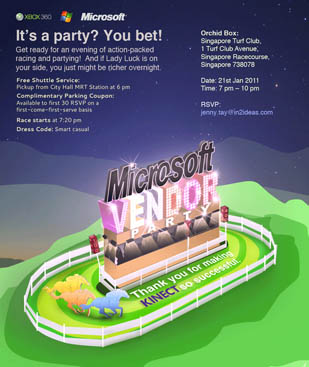 XBOX 360
Microsoft
It's a party? You bet!
Get ready for an evening of action-packed
racing and partying! And if Lady Luck is on
your side, you just might be richer overnight.
Free Shuttle Service:
Pickup from City Hall MRT Station at 6 pm
Complimentary Parking Coupon:
Available to first 30 RSVP on a
first-come-first-serve basis
Race starts at 7:20 pm
Dress Code: Smart casual
Orchid Box:
Singapore Turf Club,
1 Turf Club Avenue,
Singapore Racecourse,
Singapore 738078
Date: 21st Jan 2011
Time: 7 pm – 10 pm
RSVP:
jenny.tay@in2ideas.com
Microsoft
VENDOR
PARTY
Thank you for making
KINECT so successful.